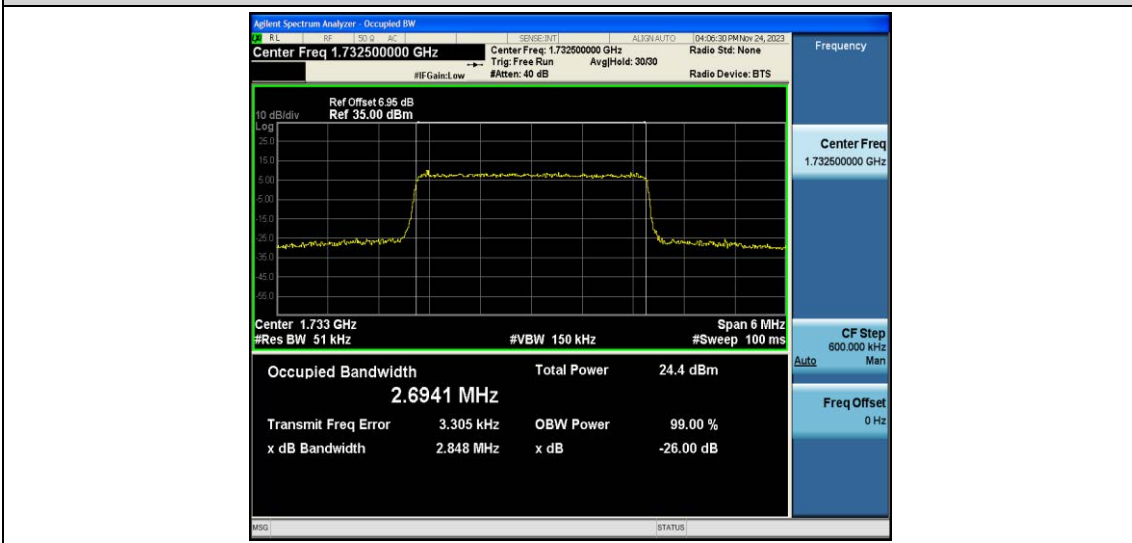 Agilent Spectrum Analyzer - Occupied BW
RL RF 50 Ω AC SENSE:INT ALIGN AUTO 04:06:30 PM Nov 24, 2023
Center Freq 1.732500000 GHz Center Freq: 1.732500000 GHz Radio Std: None Frequency
Trig: Free Run Avg|Hold: 30/30
#IFGain:Low #Atten: 40 dB Radio Device: BTS
Ref Offset 6.95 dB
10 dB/div Ref 35.00 dBm
Log
25.0
15.0
5.00
-5.00
-15.0
-25.0
-35.0
-45.0
-55.0
Center Freq
1.732500000 GHz
Center 1.733 GHz Span 6 MHz
#Res BW 51 kHz #VBW 150 kHz #Sweep 100 ms
CF Step
600.000 kHz
Auto Man
Occupied Bandwidth Total Power 24.4 dBm
2.6941 MHz
Freq Offset
0 Hz
Transmit Freq Error 3.305 kHz OBW Power 99.00 %
x dB Bandwidth 2.848 MHz x dB -26.00 dB
MSG STATUS